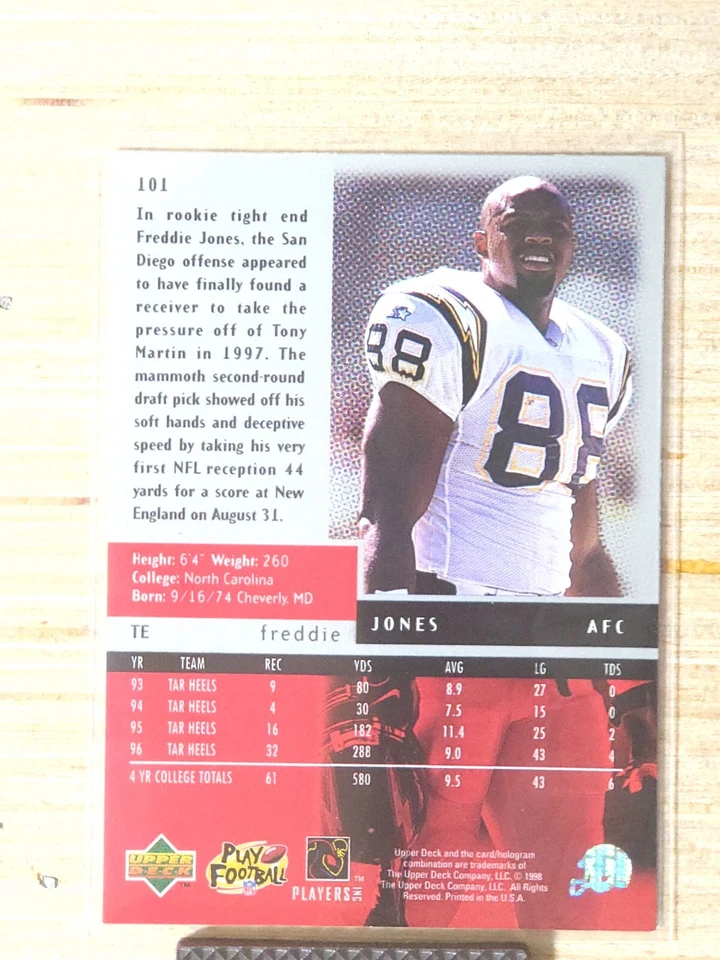 101
In rookie tight end
Freddie Jones, the San
Diego offense appeared
to have finally found a
receiver to take the
pressure off of Tony
Martin in 1997. The
mammoth second-round
draft pick showed off his
soft hands and deceptive
speed by taking his very
first NFL reception 44
yards for a score at New
England on August 31.
88
88
Height: 6'4" Weight: 260
College: North Carolina
Born: 9/16/74 Cheverly, MD
TE freddie JONES AFC
YR TEAM REC YDS AVG LG TDS
93 TAR HEELS 9 80 8.9 27 0
94 TAR HEELS 4 30 7.5 15 0
95 TAR HEELS 16 182 11.4 25 2
96 TAR HEELS 32 288 9.0 43 4
4 YR COLLEGE TOTALS 61 580 9.5 43 6
UPPER DECK ™
PLAY FOOTBALL
NFL
PLAYERS INC ™
Upper Deck and the card/hologram
combination are trademarks of
The Upper Deck Company, LLC. © 1998
The Upper Deck Company, LLC. All Rights
Reserved. Printed in the U.S.A.